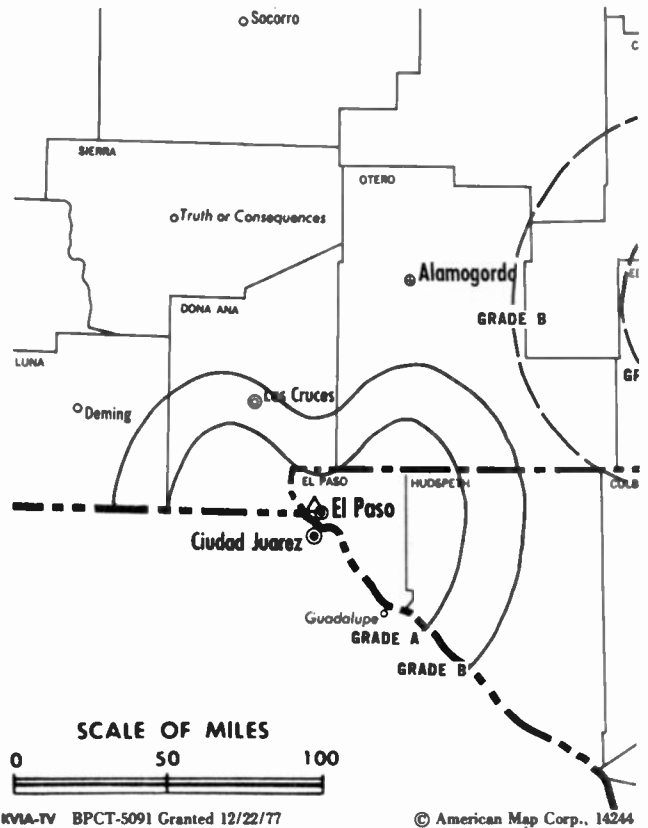 Socorro
C
SIERRA
OTERO
Truth or Consequences
Alamogordo
ED
DONA ANA
GRADE B
LUNA
GR
Las Cruces
Deming
EL PASO
HUDSPETH
CULB
El Paso
Ciudad Juarez
Guadalupe
GRADE A
GRADE B
SCALE OF MILES
0 50 100
KVIA-TV BPCT-5091 Granted 12/22/77 © American Map Corp., 14244